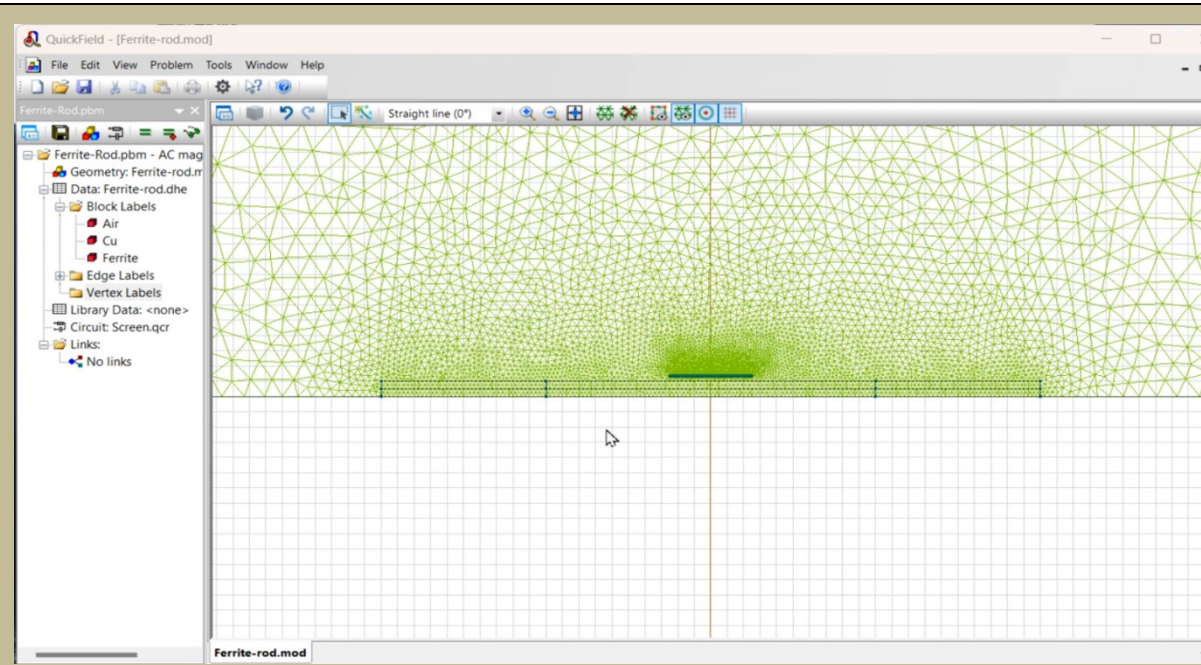 QuickField - [Ferrite-rod.mod]
File Edit View Problem Tools Window Help
Ferrite-Rod.pbm
Straight line (0°)
Ferrite-Rod.pbm - AC mag
Geometry: Ferrite-rod.m
Data: Ferrite-rod.dhe
Block Labels
Air
Cu
Ferrite
Edge Labels
Vertex Labels
Library Data: <none>
Circuit: Screen.qcr
Links:
No links
Ferrite-rod.mod